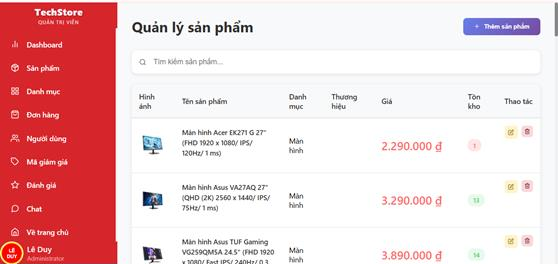 TechStore
QUẢN TRỊ VIÊN
Dashboard
Sản phẩm
Danh mục
Đơn hàng
Người dùng
Mã giảm giá
Đánh giá
Chat
Về trang chủ
LÊ DUY
Lê Duy
Administrator
Quản lý sản phẩm
+ Thêm sản phẩm
Tìm kiếm sản phẩm...
Hình ảnh
Tên sản phẩm
Danh mục
Thương hiệu
Giá
Tồn kho
Thao tác
Màn hình Acer EK271 G 27"
(FHD 1920 x 1080/ IPS/
120Hz/ 1 ms)
Màn hình
2.290.000 ₫
1
Màn hình Asus VA27AQ 27"
(QHD (2K) 2560 x 1440/ IPS/
75Hz/ 1 ms)
Màn hình
3.290.000 ₫
13
Màn hình Asus TUF Gaming
VG259QM5A 24.5" (FHD 1920
x 1080/ Fast IPS/ 240Hz/ 0.3
Màn hình
3.890.000 ₫
14